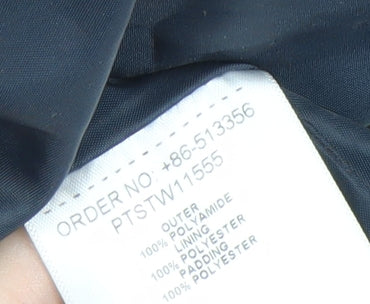 ORDER NO: +86-513356
PTSTW11555
OUTER
100% POLYAMIDE
LINING
100% POLYESTER
PADDING
100% POLYESTER